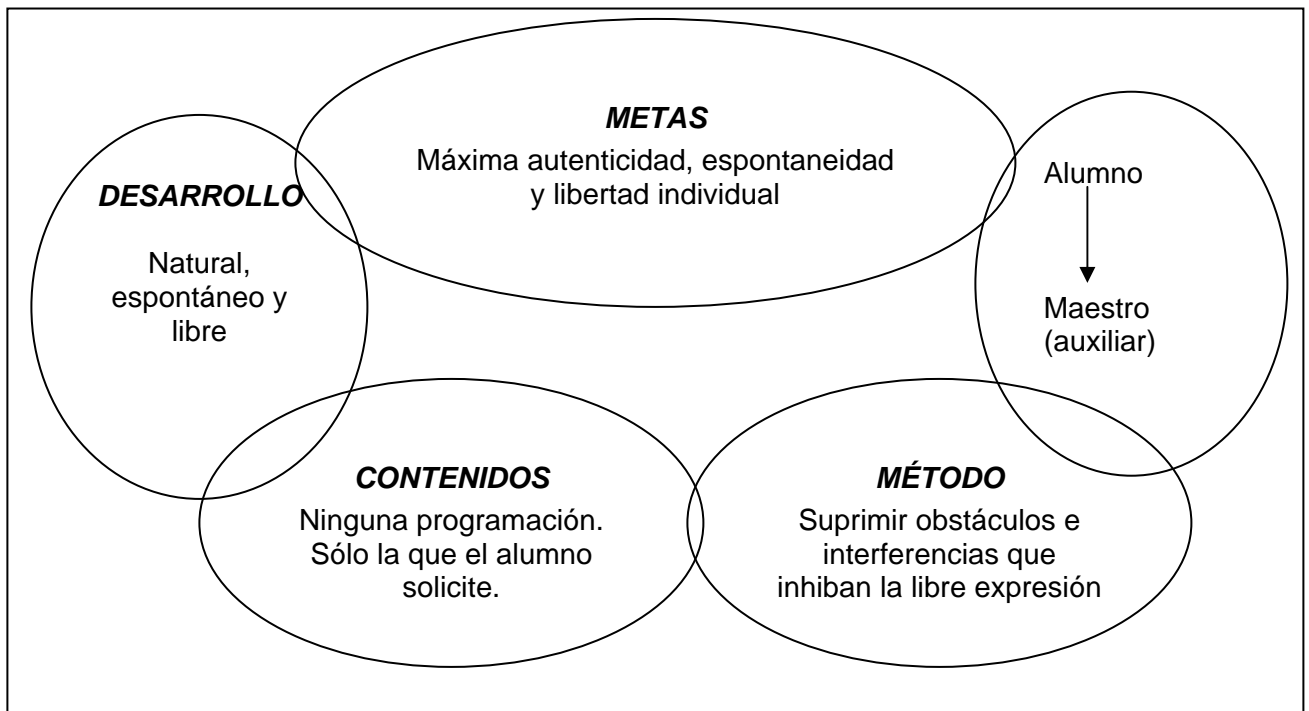 METAS
Máxima autenticidad, espontaneidad
y libertad individual
DESARROLLO
Natural,
espontáneo y
libre
Alumno
Maestro
(auxiliar)
CONTENIDOS
Ninguna programación.
Sólo la que el alumno
solicite.
MÉTODO
Suprimir obstáculos e
interferencias que
inhiban la libre expresión